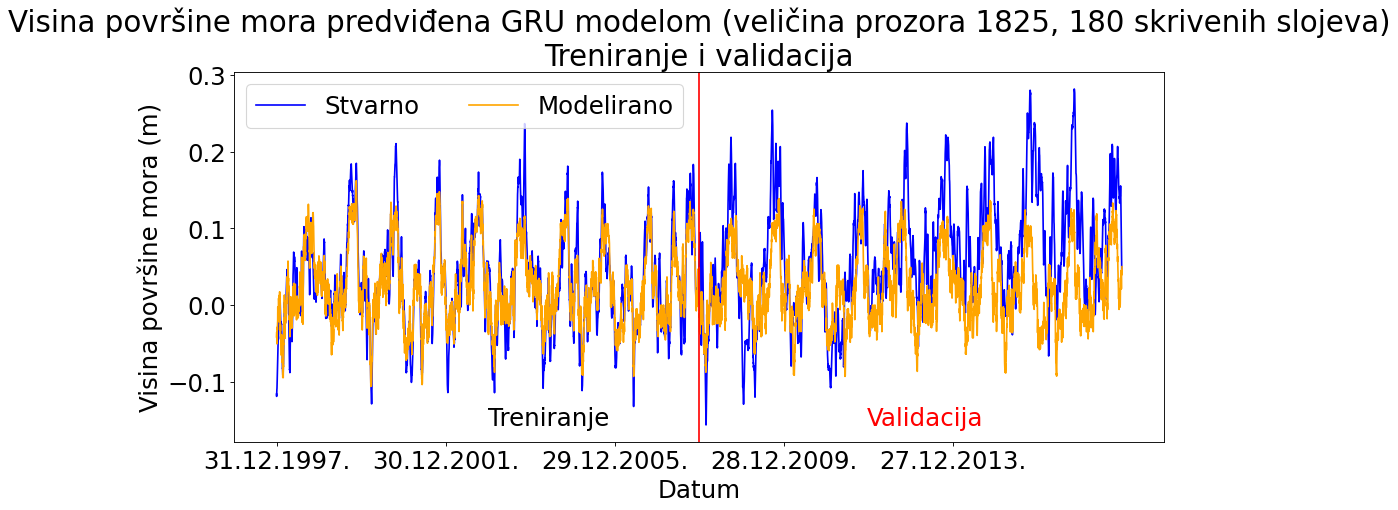 Visina površine mora predviđena GRU modelom (veličina prozora 1825, 180 skrivenih slojeva)
Treniranje i validacija
Stvarno
Modelirano
Visina površine mora (m)
0.3
0.2
0.1
0.0
−0.1
Treniranje
Validacija
31.12.1997.
30.12.2001.
29.12.2005.
28.12.2009.
27.12.2013.
Datum